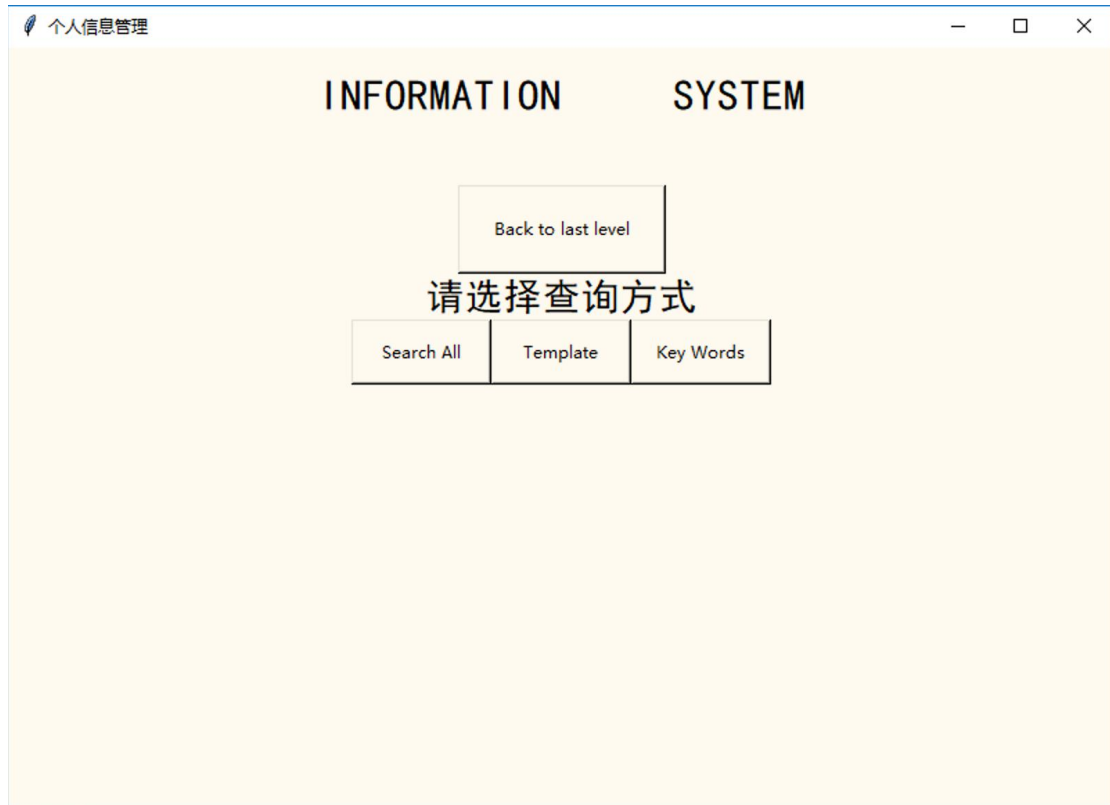 个人信息管理
INFORMATION SYSTEM
Back to last level
请选择查询方式
Search All Template Key Words